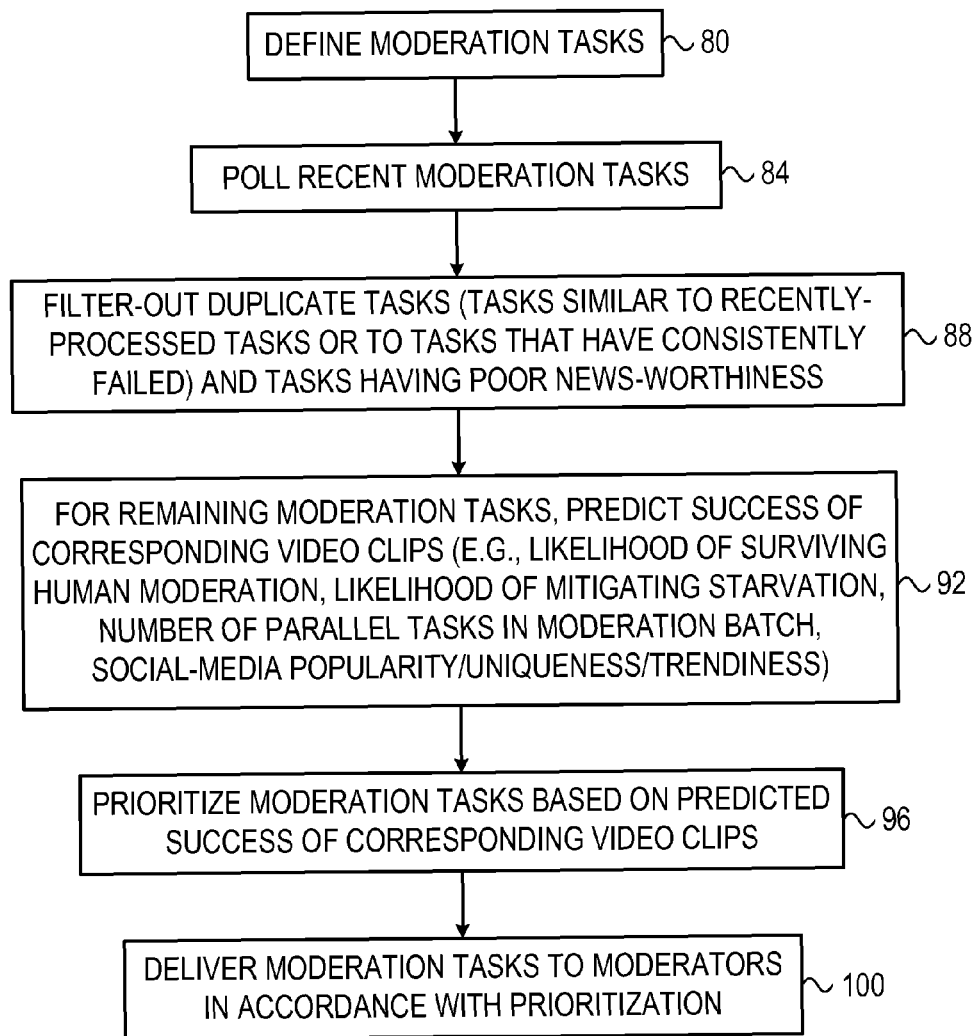 DEFINE MODERATION TASKS 80
POLL RECENT MODERATION TASKS 84
FILTER-OUT DUPLICATE TASKS (TASKS SIMILAR TO RECENTLY-
PROCESSED TASKS OR TO TASKS THAT HAVE CONSISTENTLY
FAILED) AND TASKS HAVING POOR NEWS-WORTHINESS
88
FOR REMAINING MODERATION TASKS, PREDICT SUCCESS OF
CORRESPONDING VIDEO CLIPS (E.G., LIKELIHOOD OF SURVIVING
HUMAN MODERATION, LIKELIHOOD OF MITIGATING STARVATION,
NUMBER OF PARALLEL TASKS IN MODERATION BATCH,
SOCIAL-MEDIA POPULARITY/UNIQUENESS/TRENDINESS)
92
PRIORITIZE MODERATION TASKS BASED ON PREDICTED
SUCCESS OF CORRESPONDING VIDEO CLIPS
96
DELIVER MODERATION TASKS TO MODERATORS
IN ACCORDANCE WITH PRIORITIZATION
100